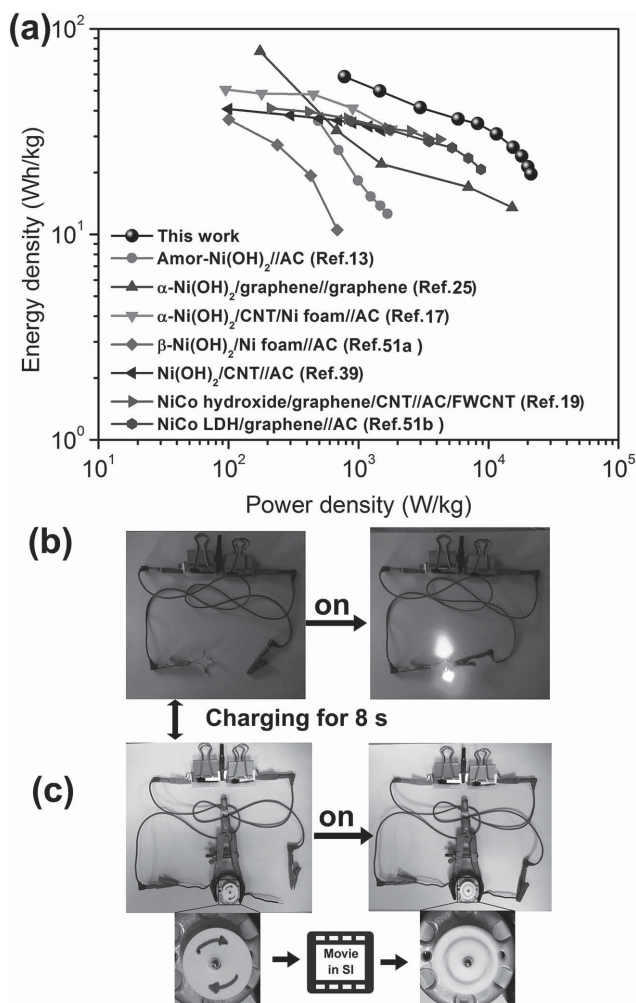 (a)
10²
10¹
10⁰
Energy density (Wh/kg)
This work
Amor-Ni(OH)₂//AC (Ref.13)
α-Ni(OH)₂/graphene//graphene (Ref.25)
α-Ni(OH)₂/CNT/Ni foam//AC (Ref.17)
β-Ni(OH)₂/Ni foam//AC (Ref.51a )
Ni(OH)₂/CNT//AC (Ref.39)
NiCo hydroxide/graphene/CNT//AC/FWCNT (Ref.19)
NiCo LDH/graphene//AC (Ref.51b )
10¹ 10² 10³ 10⁴ 10⁵
Power density (W/kg)
(b)
on
Charging for 8 s
(c)
on
Movie
in SI